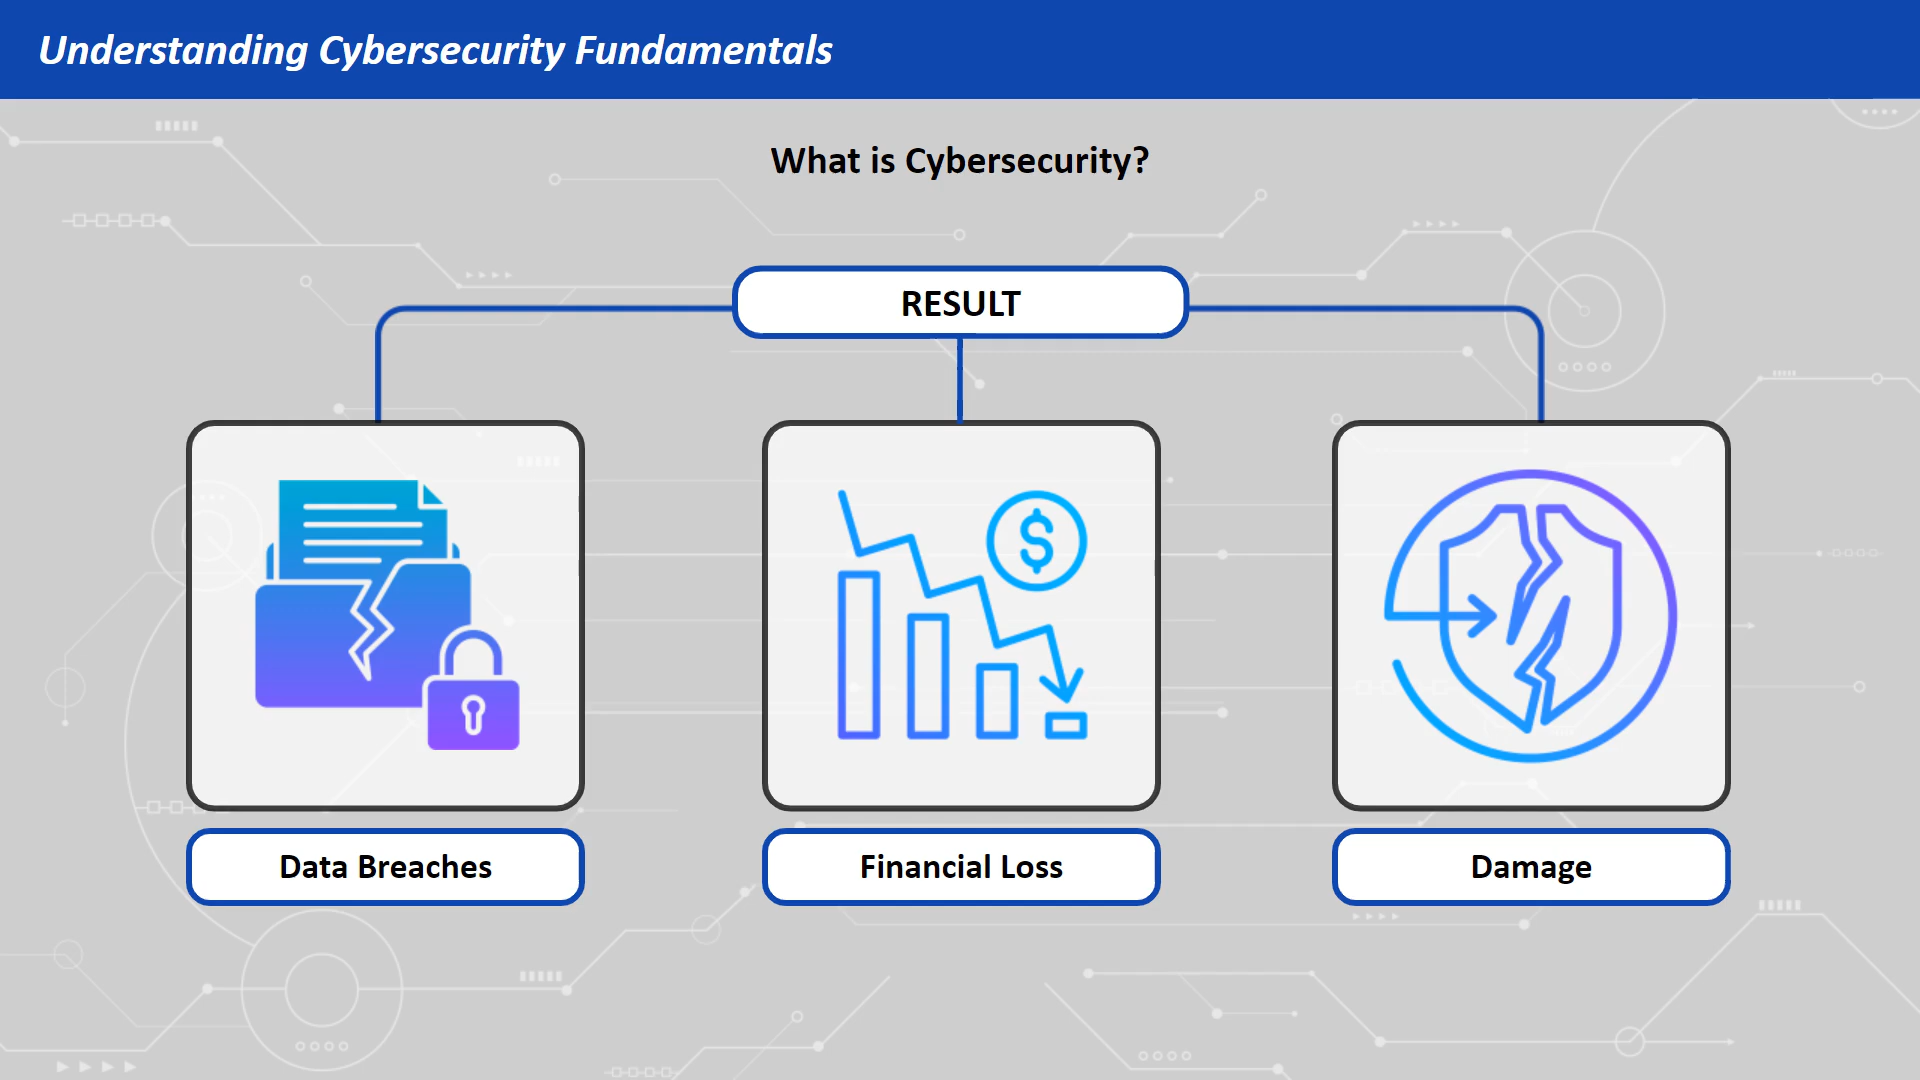 Understanding Cybersecurity Fundamentals
What is Cybersecurity?
RESULT
$
Data Breaches
Financial Loss
Damage